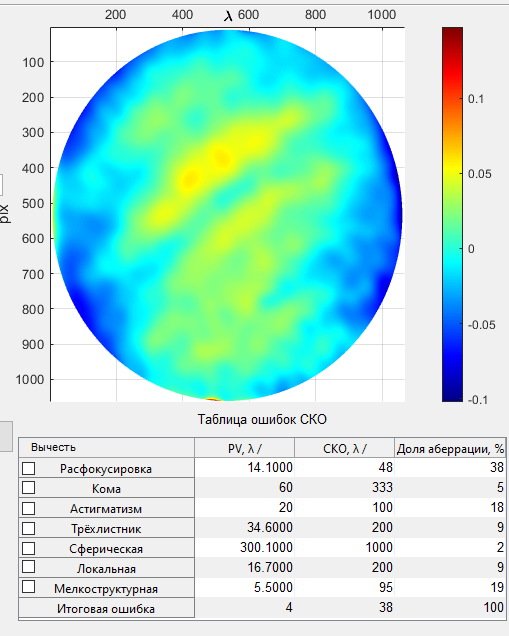 200 400 λ 600 800 1000
100
200
300
400
500
600
700
800
900
1000
pix
0.1
0.05
0
-0.05
-0.1
Таблица ошибок СКО
Вычесть PV, λ / СКО, λ / Доля аберрации, %
Расфокусировка 14.1000 48 38
Кома 60 333 5
Астигматизм 20 100 18
Трёхлистник 34.6000 200 9
Сферическая 300.1000 1000 2
Локальная 16.7000 200 9
Мелкоструктурная 5.5000 95 19
Итоговая ошибка 4 38 100